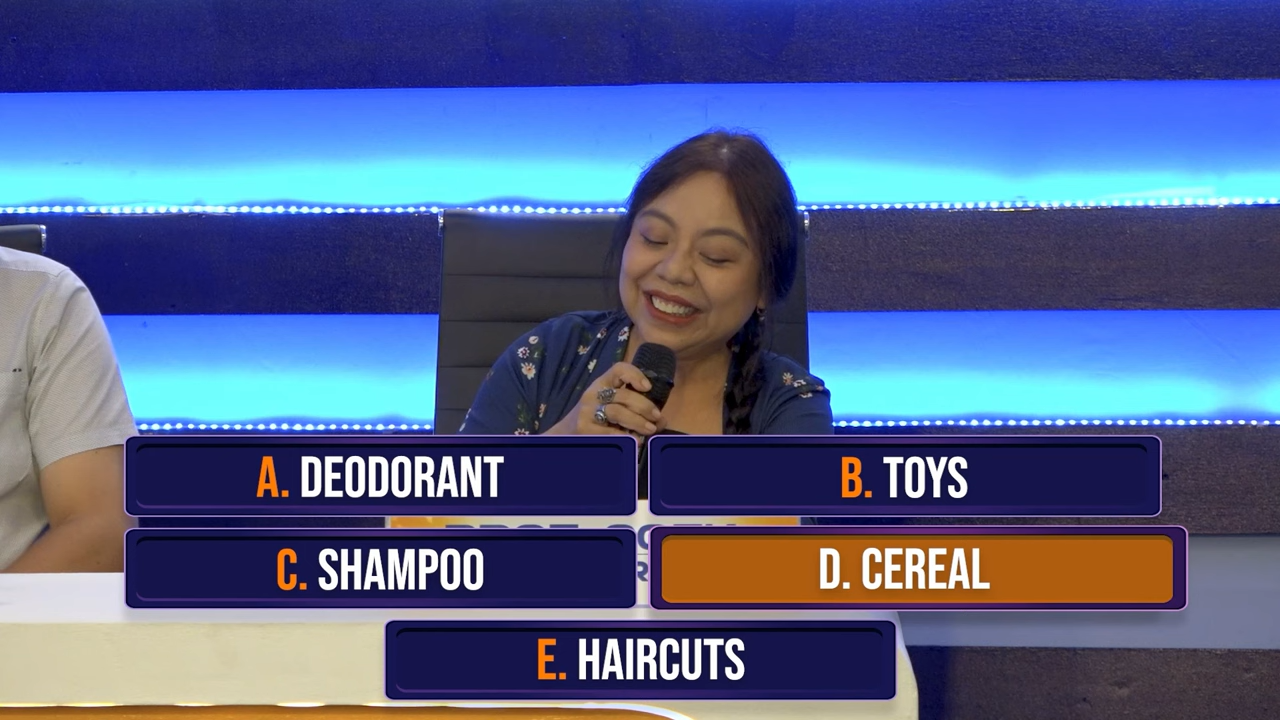 A. DEODORANT
B. TOYS
C. SHAMPOO
D. CEREAL
E. HAIRCUTS